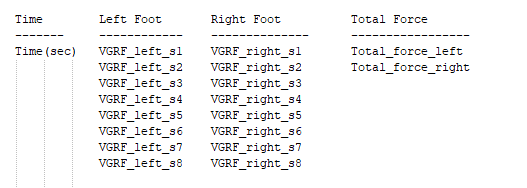 Time Left Foot Right Foot Total Force
------- ------------- -------------- -----------------
Time(sec) VGRF_left_s1 VGRF_right_s1 Total_force_left
VGRF_left_s2 VGRF_right_s2 Total_force_right
VGRF_left_s3 VGRF_right_s3
VGRF_left_s4 VGRF_right_s4
VGRF_left_s5 VGRF_right_s5
VGRF_left_s6 VGRF_right_s6
VGRF_left_s7 VGRF_right_s7
VGRF_left_s8 VGRF_right_s8